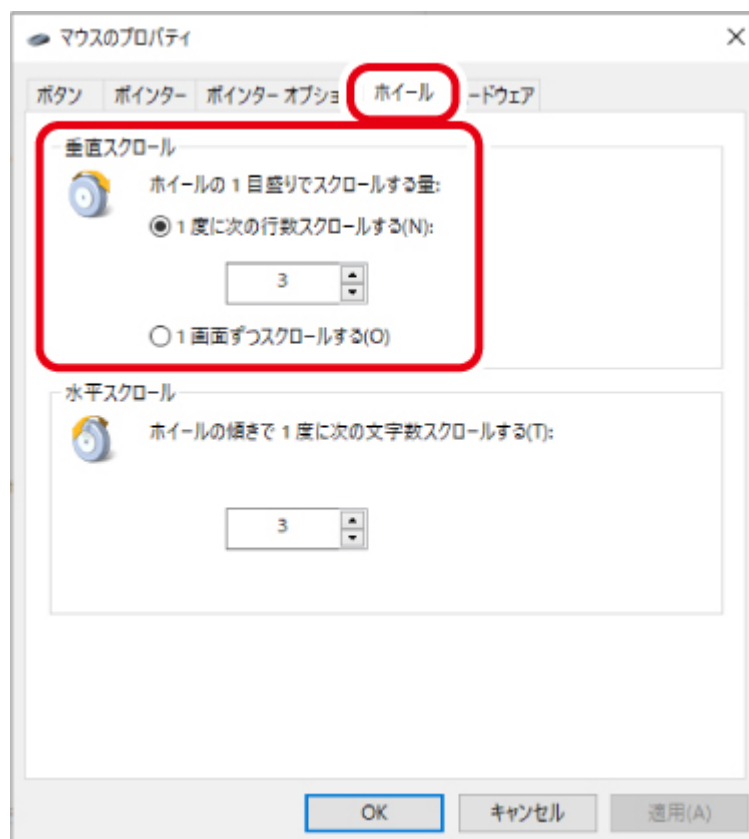 マウスのプロパティ
ボタン ポインター ポインター オプショ ホイール ードウェア
垂直スクロール
ホイールの 1 目盛りでスクロールする量:
1 度に次の行数スクロールする(N):
3
1 画面ずつスクロールする(O)
水平スクロール
ホイールの傾きで 1 度に次の文字数スクロールする(T):
3
OK キャンセル 適用(A)